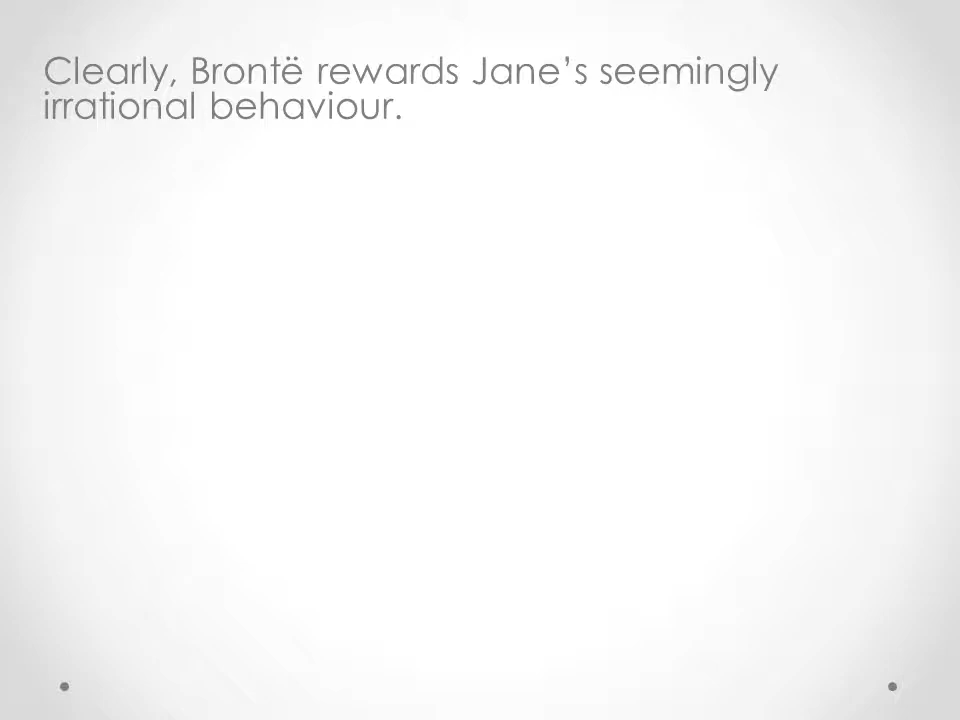 Clearly, Brontë rewards Jane’s seemingly
irrational behaviour.